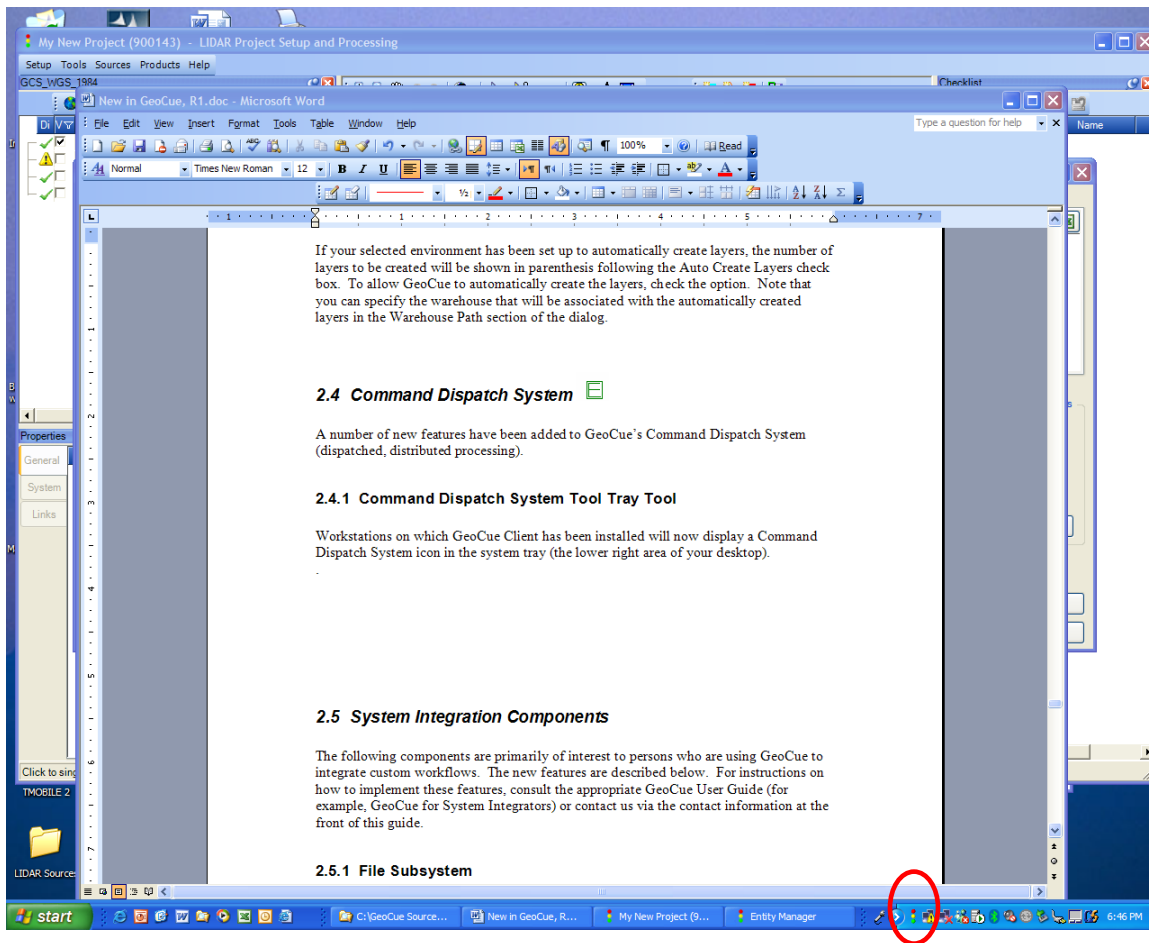 My New Project (900143) - LIDAR Project Setup and Processing
Setup Tools Sources Products Help
GCS_WGS_1984
Checklist
New in GeoCue, R1.doc - Microsoft Word
Di V
Name
File Edit View Insert Format Tools Table Window Help
Type a question for help
100%
Read
Normal
Times New Roman
12
B I U
1 1 2 3 4 5 7
If your selected environment has been set up to automatically create layers, the number of
layers to be created will be shown in parenthesis following the Auto Create Layers check
box. To allow GeoCue to automatically create the layers, check the option. Note that
you can specify the warehouse that will be associated with the automatically created
layers in the Warehouse Path section of the dialog.
2.4 Command Dispatch System
A number of new features have been added to GeoCue's Command Dispatch System
(dispatched, distributed processing).
Properties
General
System
Links
2.4.1 Command Dispatch System Tool Tray Tool
Workstations on which GeoCue Client has been installed will now display a Command
Dispatch System icon in the system tray (the lower right area of your desktop).
.
2.5 System Integration Components
The following components are primarily of interest to persons who are using GeoCue to
integrate custom workflows. The new features are described below. For instructions on
how to implement these features, consult the appropriate GeoCue User Guide (for
example, GeoCue for System Integrators) or contact us via the contact information at the
front of this guide.
Click to sing
TMOBILE 2
LIDAR Source
2.5.1 File Subsystem
start
C:\GeoCue Source...
New in GeoCue, R...
My New Project (9...
Entity Manager
6:46 PM